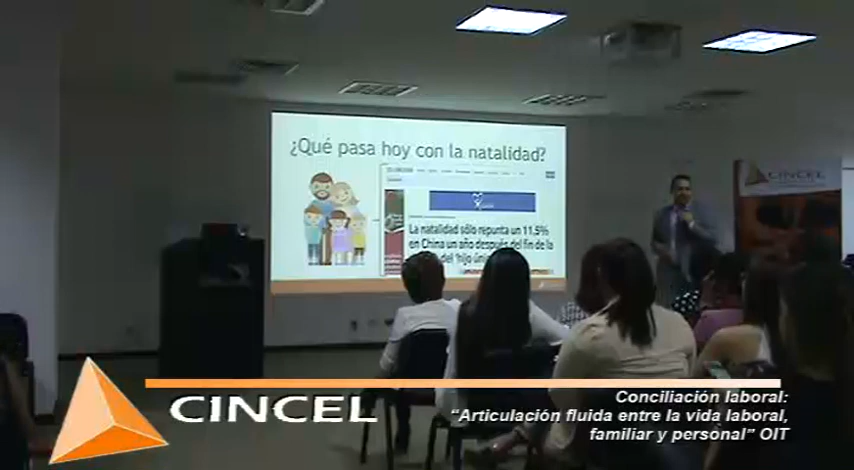 ¿Qué pasa hoy con la natalidad?
La natalidad sólo repunta un 11,5%
en China un año después del fin de la
del 'hijo único
CINCEL
CINCEL
Conciliación laboral:
“Articulación fluida entre la vida laboral,
familiar y personal” OIT